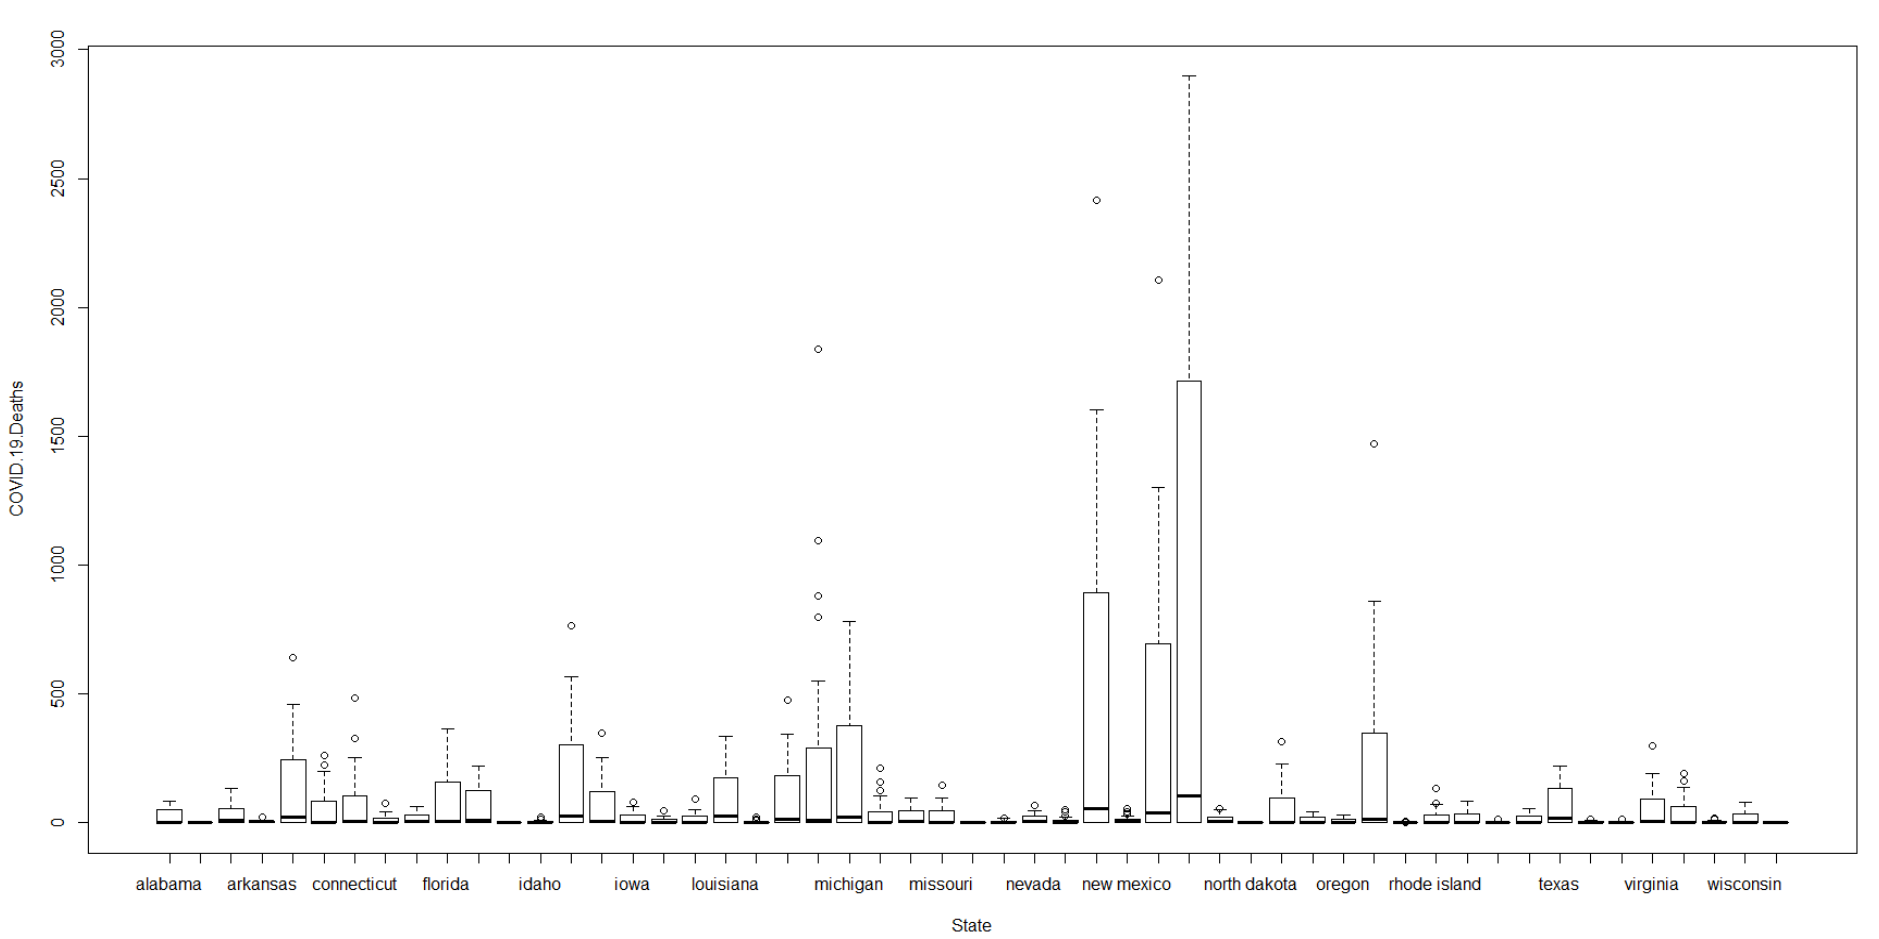 3000
2500
2000
1500
1000
500
0
COVID.19.Deaths
alabama arkansas connecticut florida idaho iowa louisiana michigan missouri nevada new mexico north dakota oregon rhode island texas virginia wisconsin
State